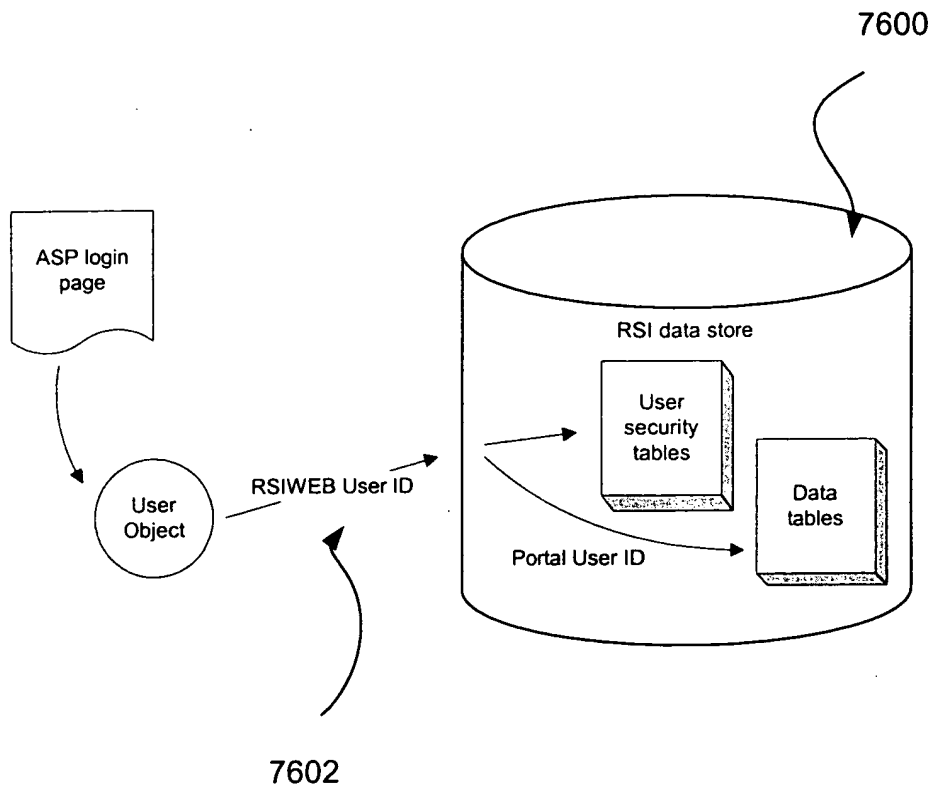 7600
ASP login
page
RSI data store
User
security
tables
RSIWEB User ID
User
Object
Data
tables
Portal User ID
7602